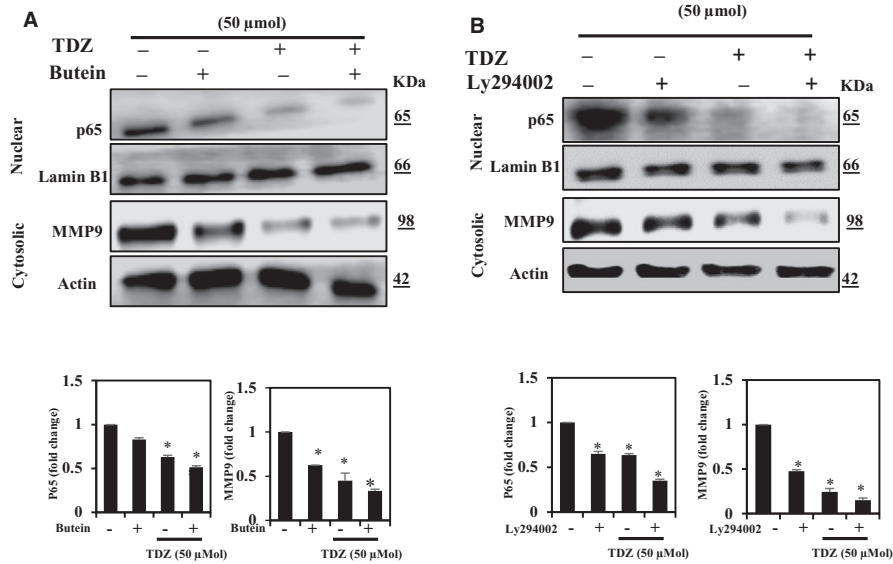 A
(50 µmol)
TDZ – – + +
Butein – + – +
KDa
Nuclear
p65 65
Lamin B1 66
Cytosolic
MMP9 98
Actin 42
B
(50 µmol)
TDZ – – + +
Ly294002 – + – + KDa
Nuclear
p65 65
Lamin B1 66
Cytosolic
MMP9 98
Actin 42
P65 (fold change)
1.5
1
0.5
0
* *
Butein - + - +
TDZ (50 µMol)
MMP9 (fold change)
1.5
1.0
0.5
0
* * *
Butein - + - +
TDZ (50 µMol)
P65 (fold change)
1.5
1
0.5
0
* * *
Ly294002 - + - +
TDZ (50 µMol)
MMP9 (fold change)
1.5
1
0.5
0
* * *
Ly294002 - + - +
TDZ (50 µMol)